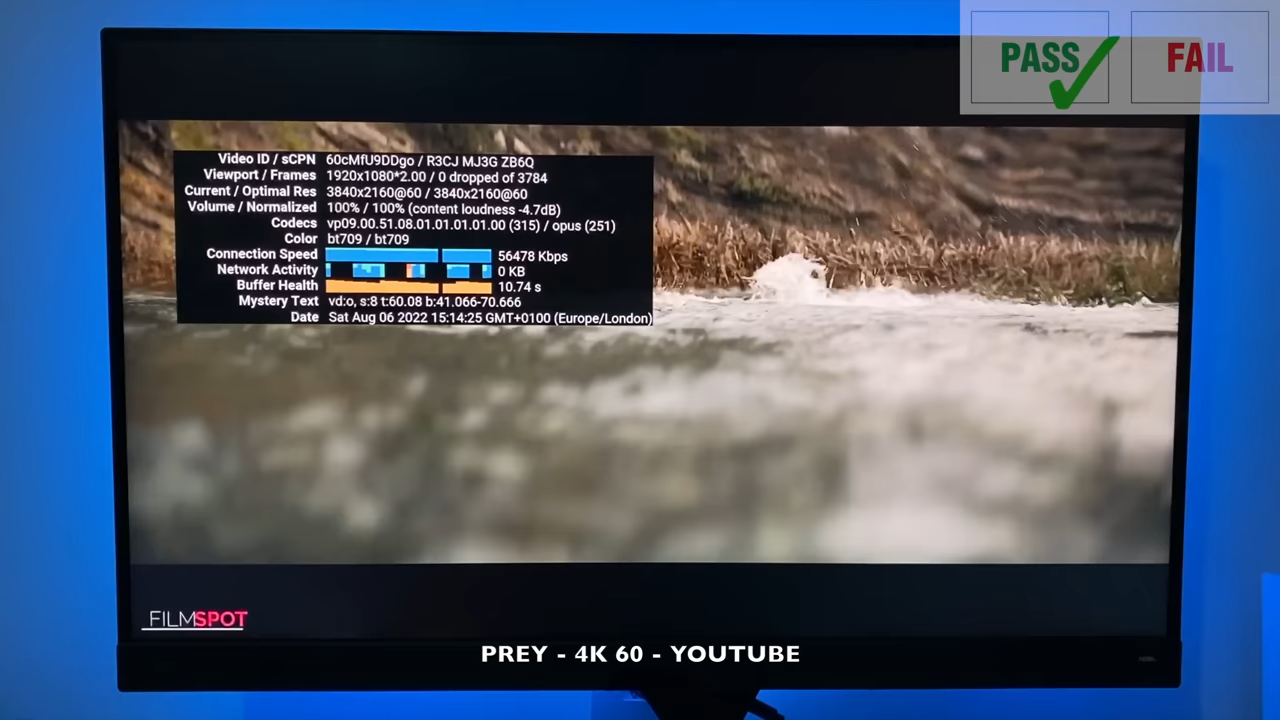 PASS FAIL
Video ID / sCPN 60cMfU9DDgo / R3CJ MJ3G ZB6Q
Viewport / Frames 1920x1080*2.00 / 0 dropped of 3784
Current / Optimal Res 3840x2160@60 / 3840x2160@60
Volume / Normalized 100% / 100% (content loudness -4.7dB)
Codecs vp09.00.51.08.01.01.01.01.00 (315) / opus (251)
Color bt709 / bt709
Connection Speed 56478 Kbps
Network Activity 0 KB
Buffer Health 10.74 s
Mystery Text vd:o, s:8 t:60.08 b:41.066-70.666
Date Sat Aug 06 2022 15:14:25 GMT+0100 (Europe/London)
FILMSPOT
PREY - 4K 60 - YOUTUBE